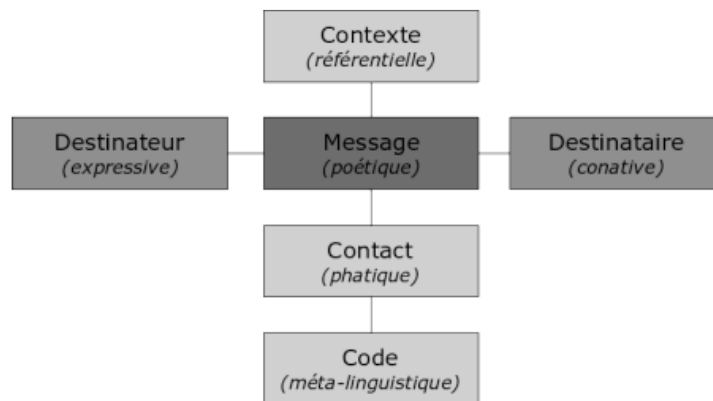 Contexte
(référentielle)
Destinateur
(expressive)
Message
(poétique)
Destinataire
(conative)
Contact
(phatique)
Code
(méta-linguistique)